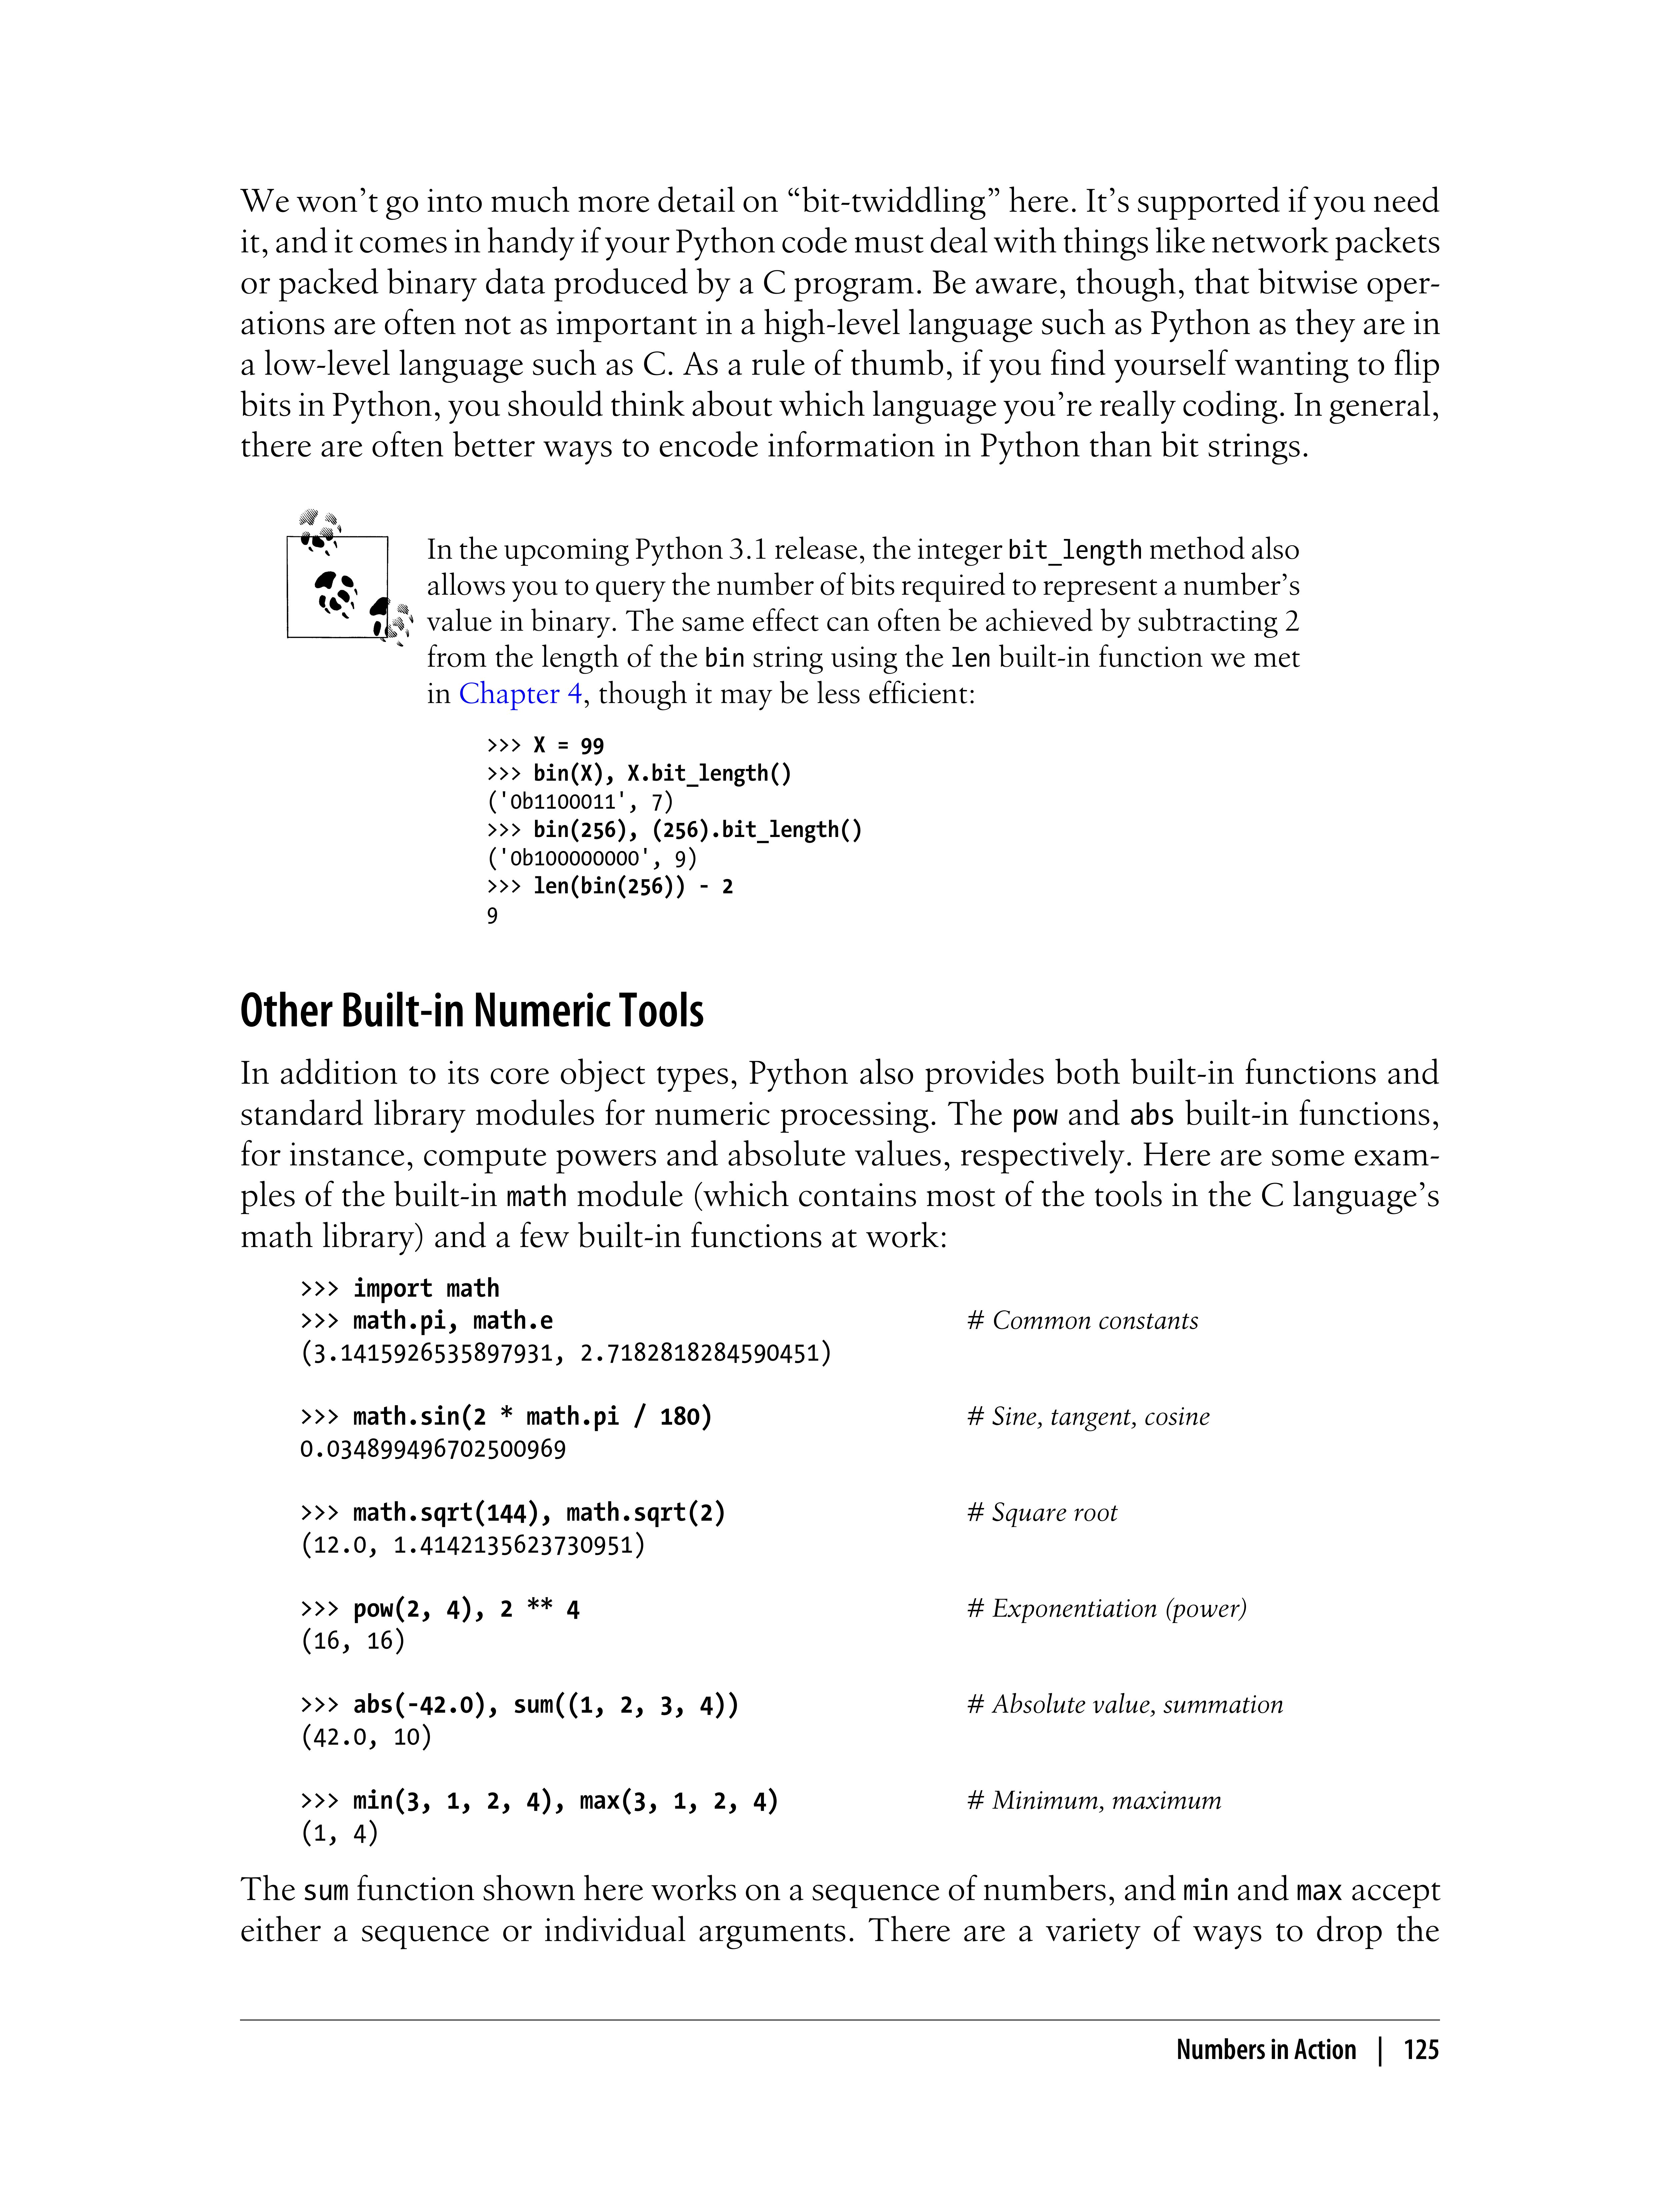 We won’t go into much more detail on “bit-twiddling” here. It’s supported if you need
it, and it comes in handy if your Python code must deal with things like network packets
or packed binary data produced by a C program. Be aware, though, that bitwise oper-
ations are often not as important in a high-level language such as Python as they are in
a low-level language such as C. As a rule of thumb, if you find yourself wanting to flip
bits in Python, you should think about which language you’re really coding. In general,
there are often better ways to encode information in Python than bit strings.
In the upcoming Python 3.1 release, the integer bit_length method also
allows you to query the number of bits required to represent a number’s
value in binary. The same effect can often be achieved by subtracting 2
from the length of the bin string using the len built-in function we met
in Chapter 4, though it may be less efficient:
>>> X = 99
>>> bin(X), X.bit_length()
('0b1100011', 7)
>>> bin(256), (256).bit_length()
('0b100000000', 9)
>>> len(bin(256)) - 2
9
Other Built-in Numeric Tools
In addition to its core object types, Python also provides both built-in functions and
standard library modules for numeric processing. The pow and abs built-in functions,
for instance, compute powers and absolute values, respectively. Here are some exam-
ples of the built-in math module (which contains most of the tools in the C language’s
math library) and a few built-in functions at work:
>>> import math
>>> math.pi, math.e # Common constants
(3.1415926535897931, 2.7182818284590451)
>>> math.sin(2 * math.pi / 180) # Sine, tangent, cosine
0.034899496702500969
>>> math.sqrt(144), math.sqrt(2) # Square root
(12.0, 1.4142135623730951)
>>> pow(2, 4), 2 ** 4 # Exponentiation (power)
(16, 16)
>>> abs(-42.0), sum((1, 2, 3, 4)) # Absolute value, summation
(42.0, 10)
>>> min(3, 1, 2, 4), max(3, 1, 2, 4) # Minimum, maximum
(1, 4)
The sum function shown here works on a sequence of numbers, and min and max accept
either a sequence or individual arguments. There are a variety of ways to drop the
Numbers in Action | 125